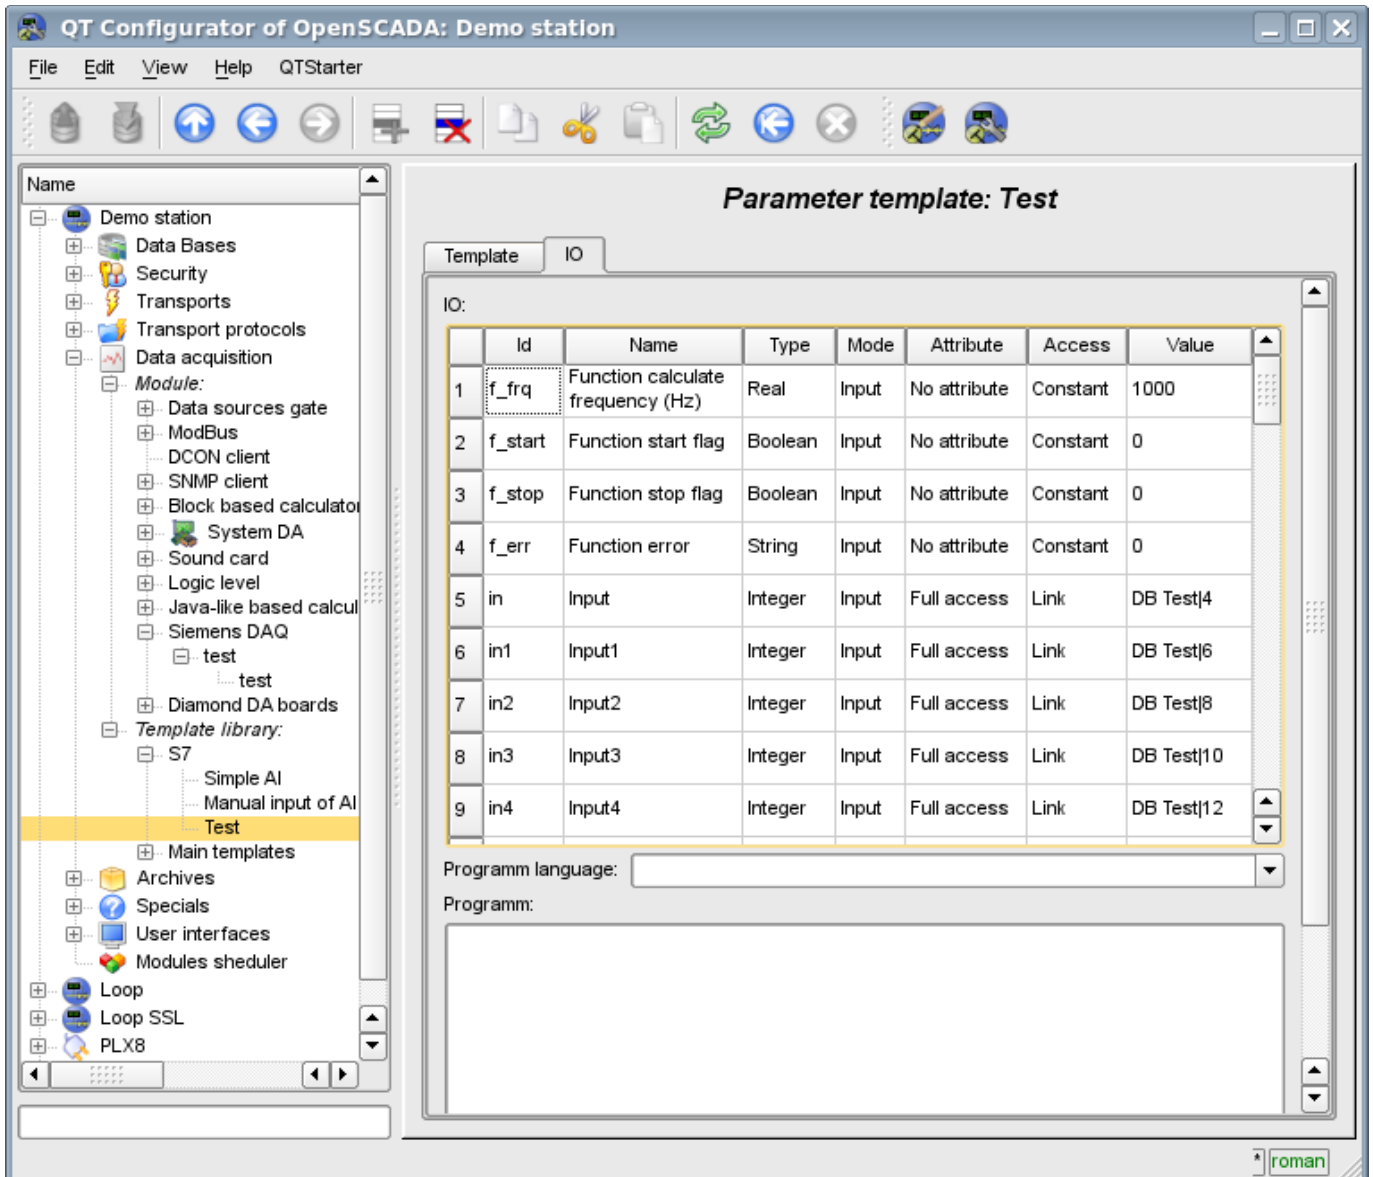 QT Configurator of OpenSCADA: Demo station
File Edit View Help QTStarter
Name
Demo station
Data Bases
Security
Transports
Transport protocols
Data acquisition
Module:
Data sources gate
ModBus
DCON client
SNMP client
Block based calculator
System DA
Sound card
Logic level
Java-like based calcul
Siemens DAQ
test
test
Diamond DA boards
Template library:
S7
Simple AI
Manual input of AI
Test
Main templates
Archives
Specials
User interfaces
Modules sheduler
Loop
Loop SSL
PLX8
Parameter template: Test
Template IO
IO:
Id Name Type Mode Attribute Access Value
1 f_frq Function calculate frequency (Hz) Real Input No attribute Constant 1000
2 f_start Function start flag Boolean Input No attribute Constant 0
3 f_stop Function stop flag Boolean Input No attribute Constant 0
4 f_err Function error String Input No attribute Constant 0
5 in Input Integer Input Full access Link DB Test|4
6 in1 Input1 Integer Input Full access Link DB Test|6
7 in2 Input2 Integer Input Full access Link DB Test|8
8 in3 Input3 Integer Input Full access Link DB Test|10
9 in4 Input4 Integer Input Full access Link DB Test|12
Programm language:
Programm:
* roman